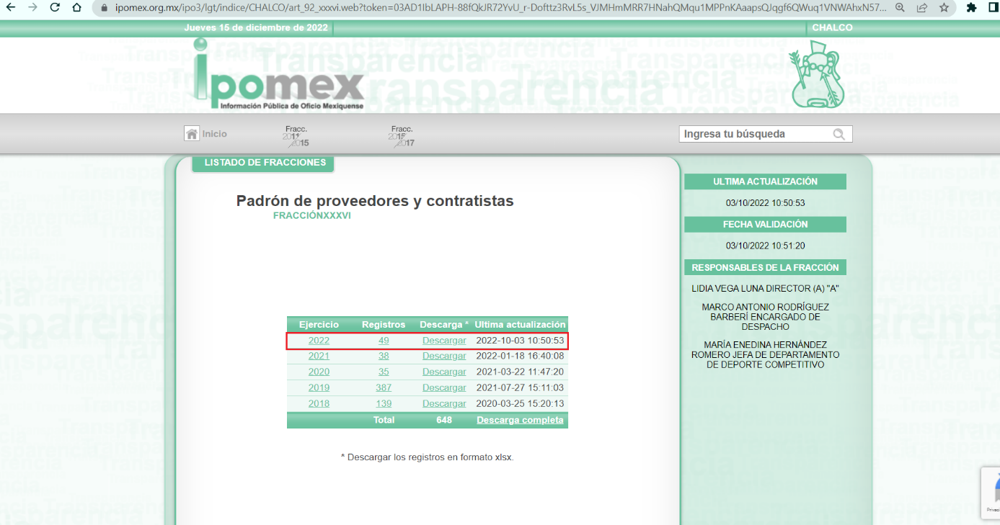 ipomex.org.mx/ipo3/lgt/indice/CHALCO/art_92_xxxvi.web?token=03AD1IbLAPH-88fQkJR72YvU_r-Dofttz3RvL5s_VJMHmMRR7HNahQMqu1MPPnKAaapsQJqgf6QWuq1VNWAhxN57...
Jueves 15 de diciembre de 2022 CHALCO
ipomex
Información Pública de Oficio Mexiquense
Transparencia
Inicio
Fracc.
2015
Fracc.
2017
Ingresa tu búsqueda
LISTADO DE FRACCIONES
Padrón de proveedores y contratistas
FRACCIÓNXXXVI
Ejercicio Registros Descarga * Ultima actualización
2022 49 Descargar 2022-10-03 10:50:53
2021 38 Descargar 2022-01-18 16:40:08
2020 35 Descargar 2021-03-22 11:47:20
2019 387 Descargar 2021-07-27 15:11:03
2018 139 Descargar 2020-03-25 15:20:13
Total 648 Descarga completa
* Descargar los registros en formato xlsx.
ULTIMA ACTUALIZACIÓN
03/10/2022 10:50:53
FECHA VALIDACIÓN
03/10/2022 10:51:20
RESPONSABLES DE LA FRACCIÓN
LIDIA VEGA LUNA DIRECTOR (A) "A"
MARCO ANTONIO RODRÍGUEZ
BARBERÍ ENCARGADO DE
DESPACHO
MARÍA ENEDINA HERNÁNDEZ
ROMERO JEFA DE DEPARTAMENTO
DE DEPORTE COMPETITIVO